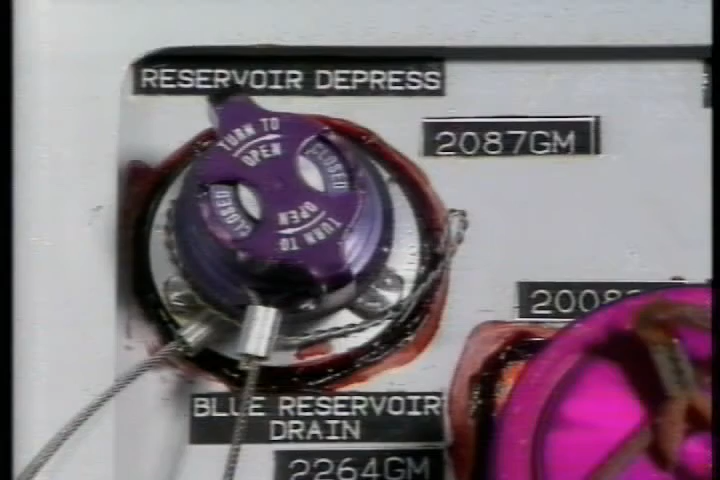 RESERVOIR DEPRESS
2087GM
TURN TO
OPEN
CLOSED
CLOSED
OPEN
TURN TO
BLUE RESERVOIR
DRAIN
2264GM